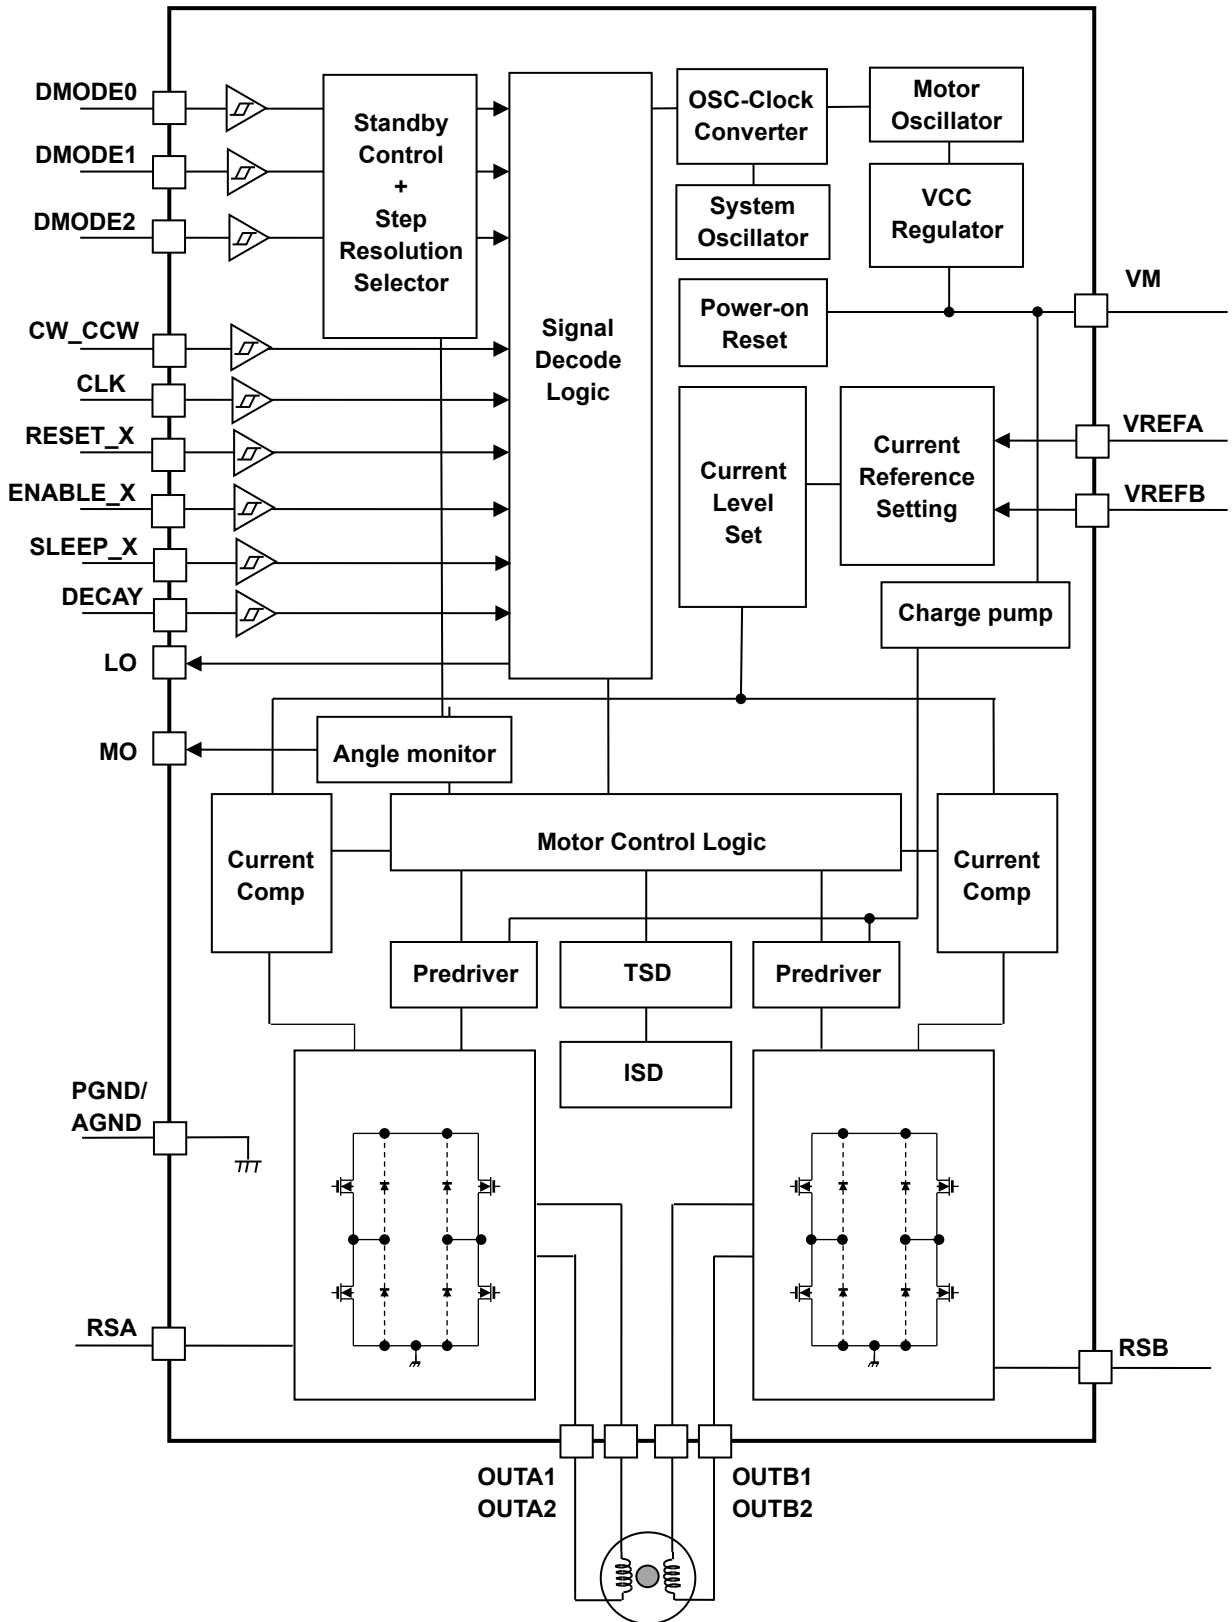 DMODE0
DMODE1
DMODE2
CW_CCW
CLK
RESET_X
ENABLE_X
SLEEP_X
DECAY
LO
MO
PGND/
AGND
RSA
Standby
Control
+
Step
Resolution
Selector
Signal
Decode
Logic
OSC-Clock
Converter
Motor
Oscillator
System
Oscillator
VCC
Regulator
Power-on
Reset
Current
Level
Set
Current
Reference
Setting
Charge pump
VM
VREFA
VREFB
Angle monitor
Motor Control Logic
Current
Comp
Current
Comp
Predriver
TSD
Predriver
ISD
RSB
OUTA1
OUTA2
OUTB1
OUTB2